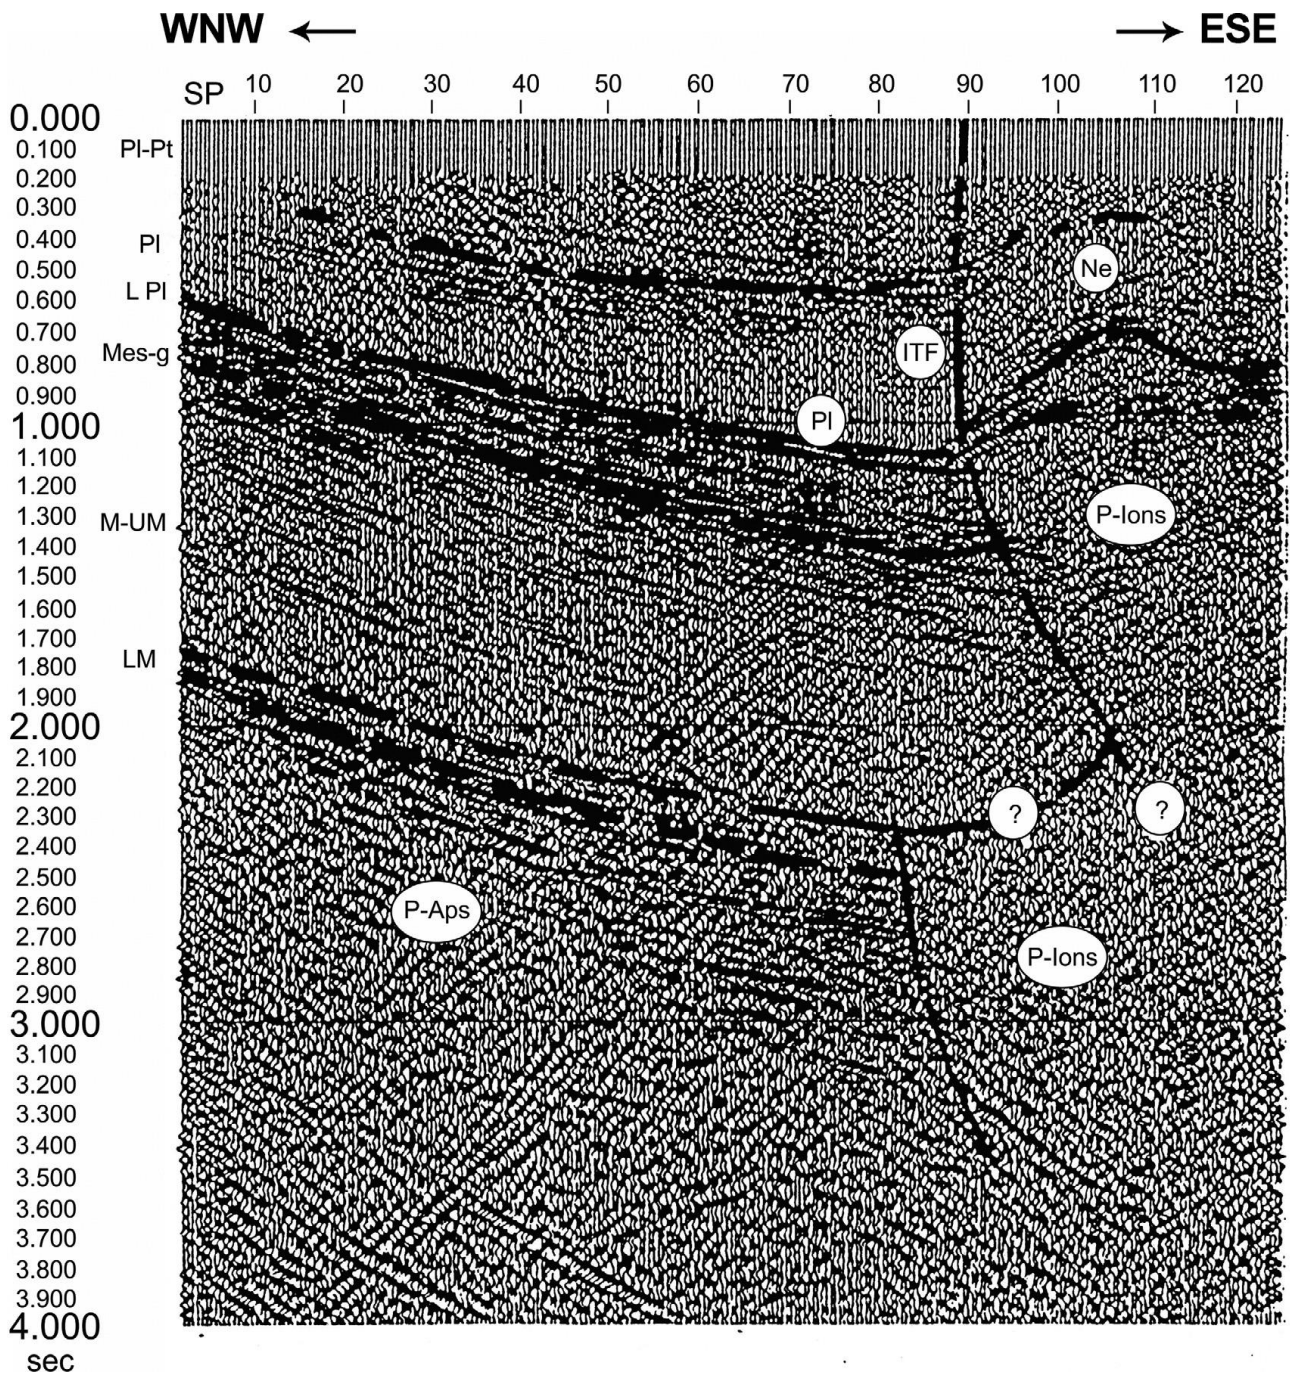 WNW ← → ESE
SP 10 20 30 40 50 60 70 80 90 100 110 120
0.000
0.100 Pl-Pt
0.200
0.300
0.400 Pl
0.500 Ne
0.600 L Pl
0.700
0.800 Mes-g ITF
0.900
1.000 Pl
1.100
1.200
1.300 M-UM P-Ions
1.400
1.500
1.600
1.700
1.800 LM
1.900
2.000
2.100
2.200
2.300 ? ?
2.400
2.500
2.600 P-Aps
2.700
2.800 P-Ions
2.900
3.000
3.100
3.200
3.300
3.400
3.500
3.600
3.700
3.800
3.900
4.000
sec